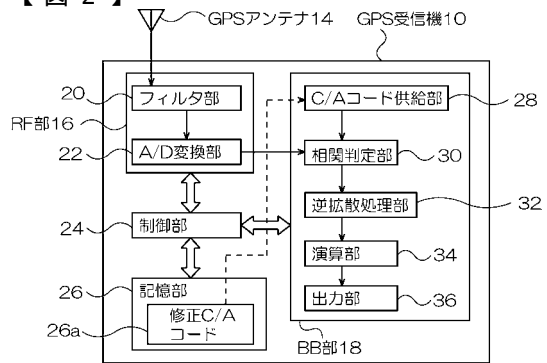 【図2】
GPSアンテナ14
GPS受信機10
20
フィルタ部
C/Aコード供給部
28
RF部16
22
A/D変換部
相関判定部
30
逆拡散処理部
32
24
制御部
演算部
34
26
記憶部
出力部
36
26a
修正C/A
コード
BB部18